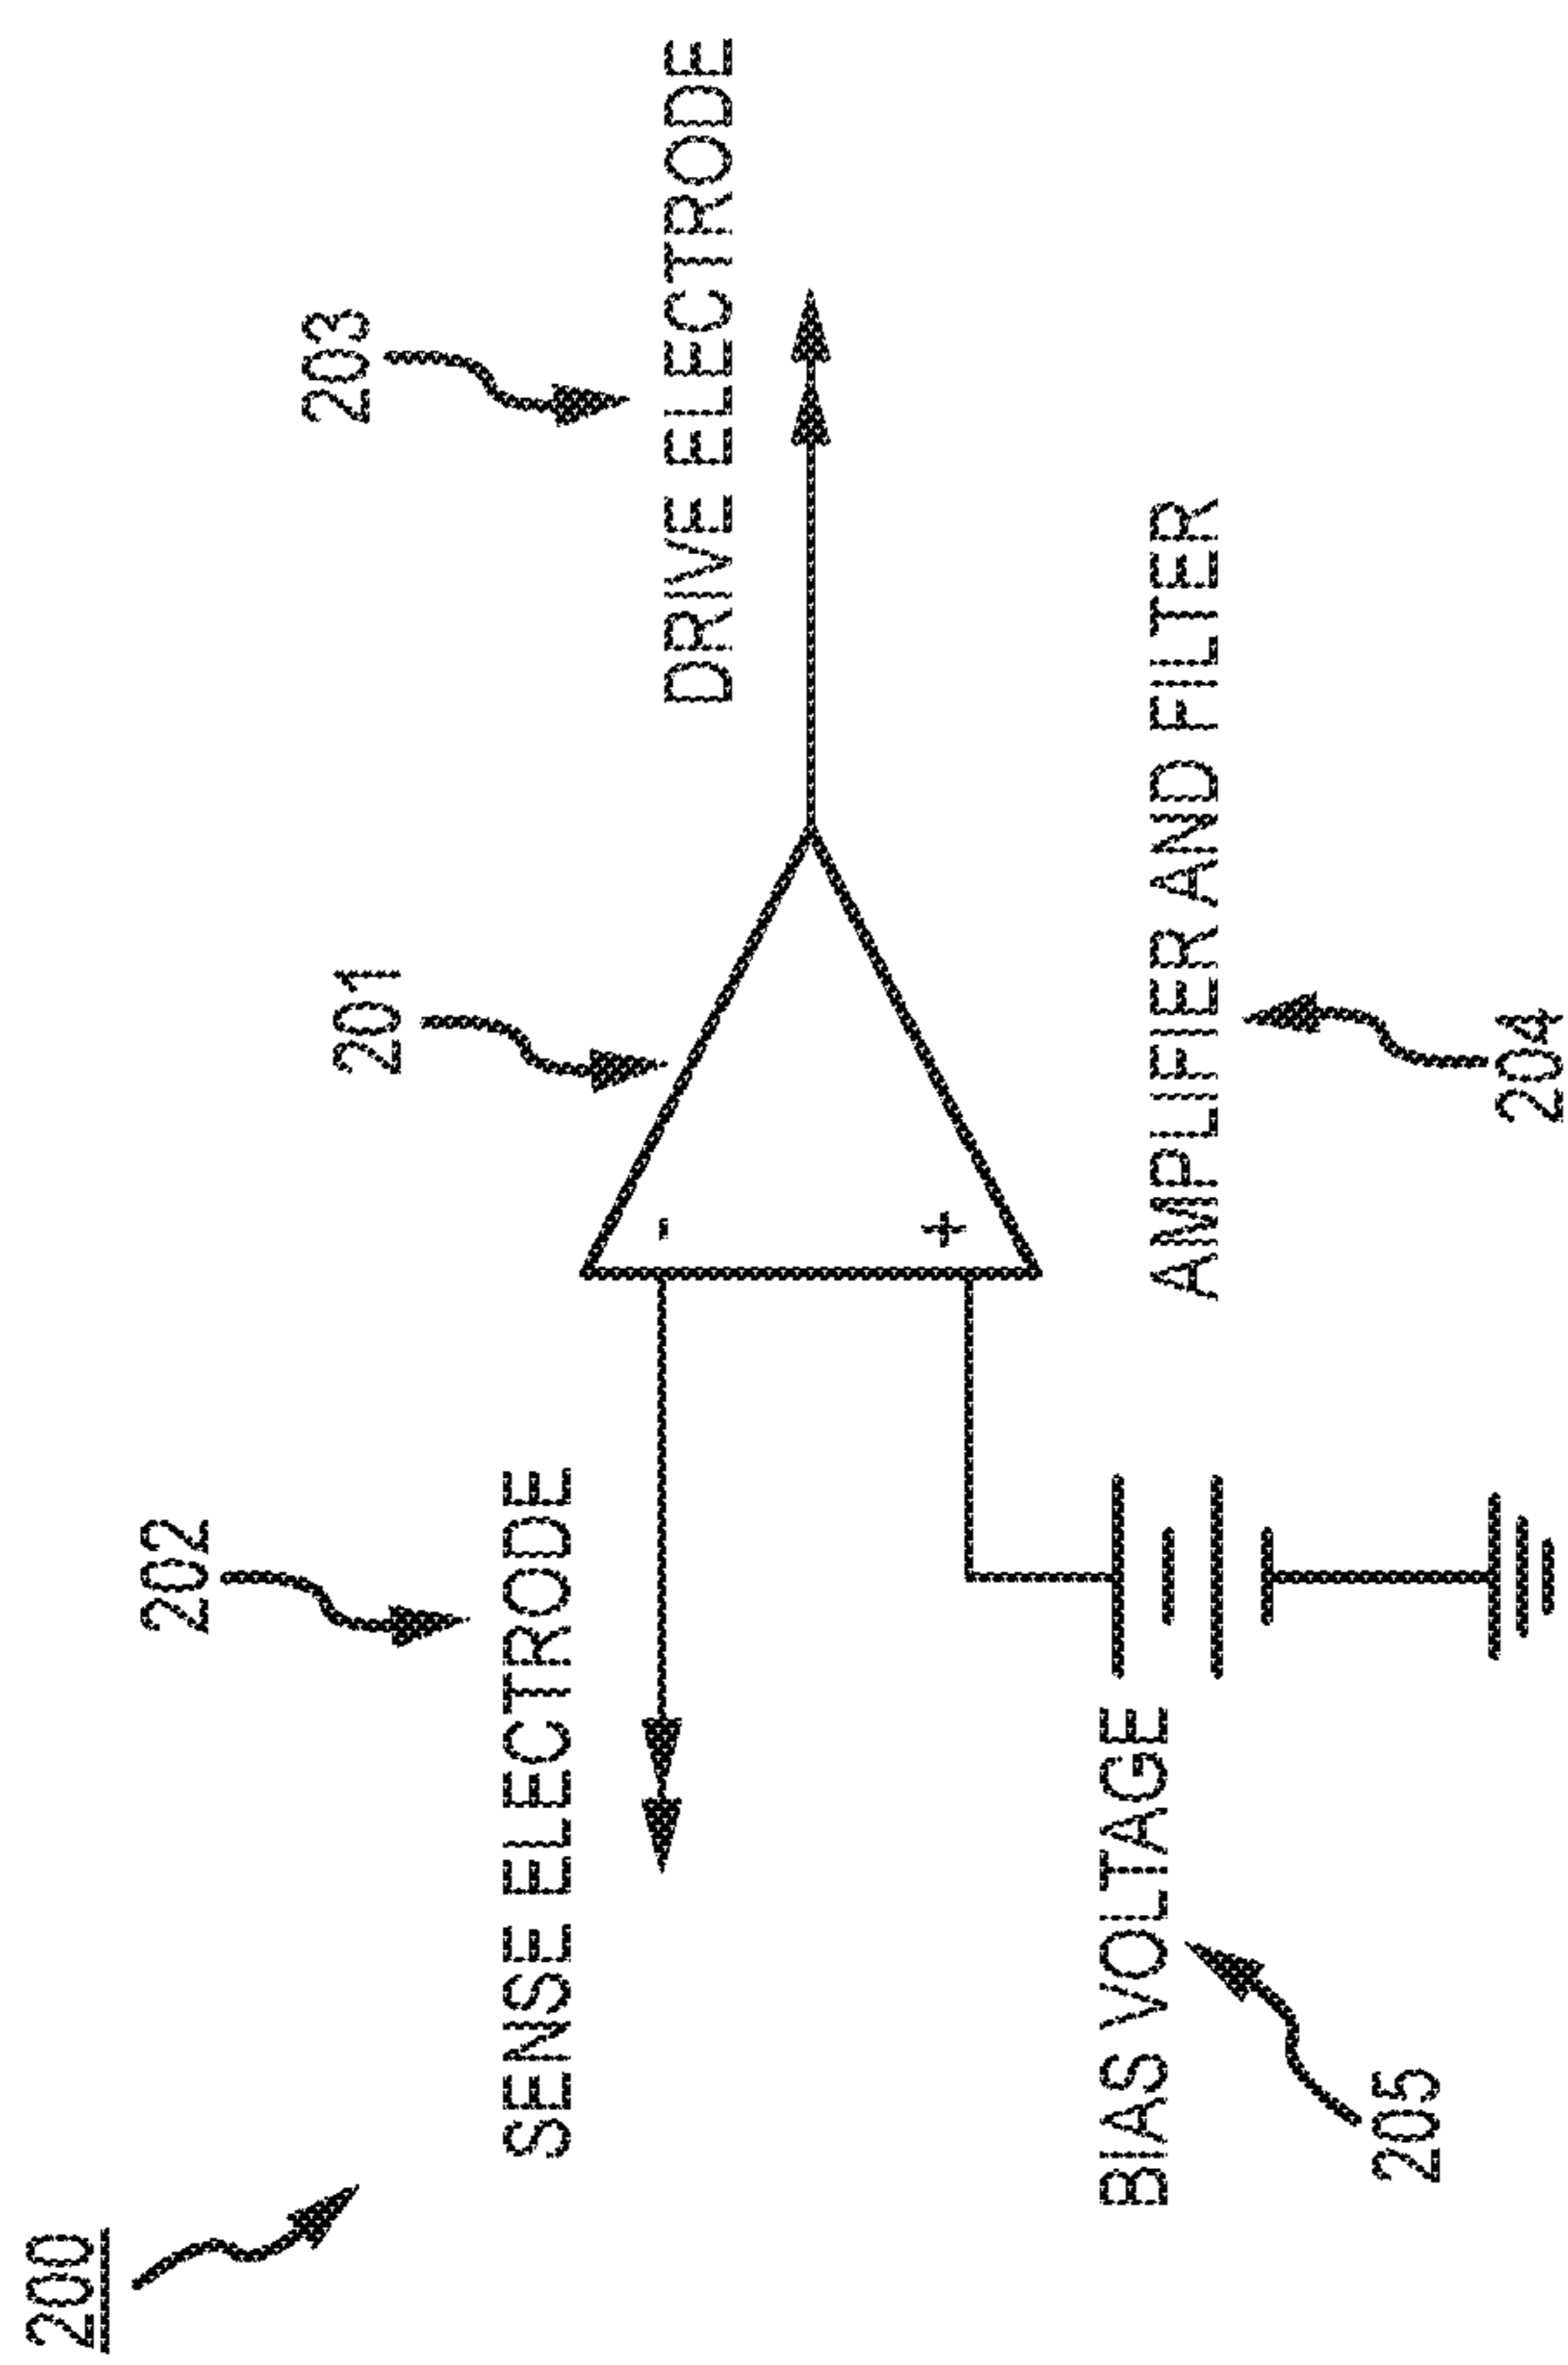 200
202
SENSE ELECTRODE
201
203
DRIVE ELECTRODE
-
+
BIAS VOLTAGE
205
AMPLIFIER AND FILTER
204